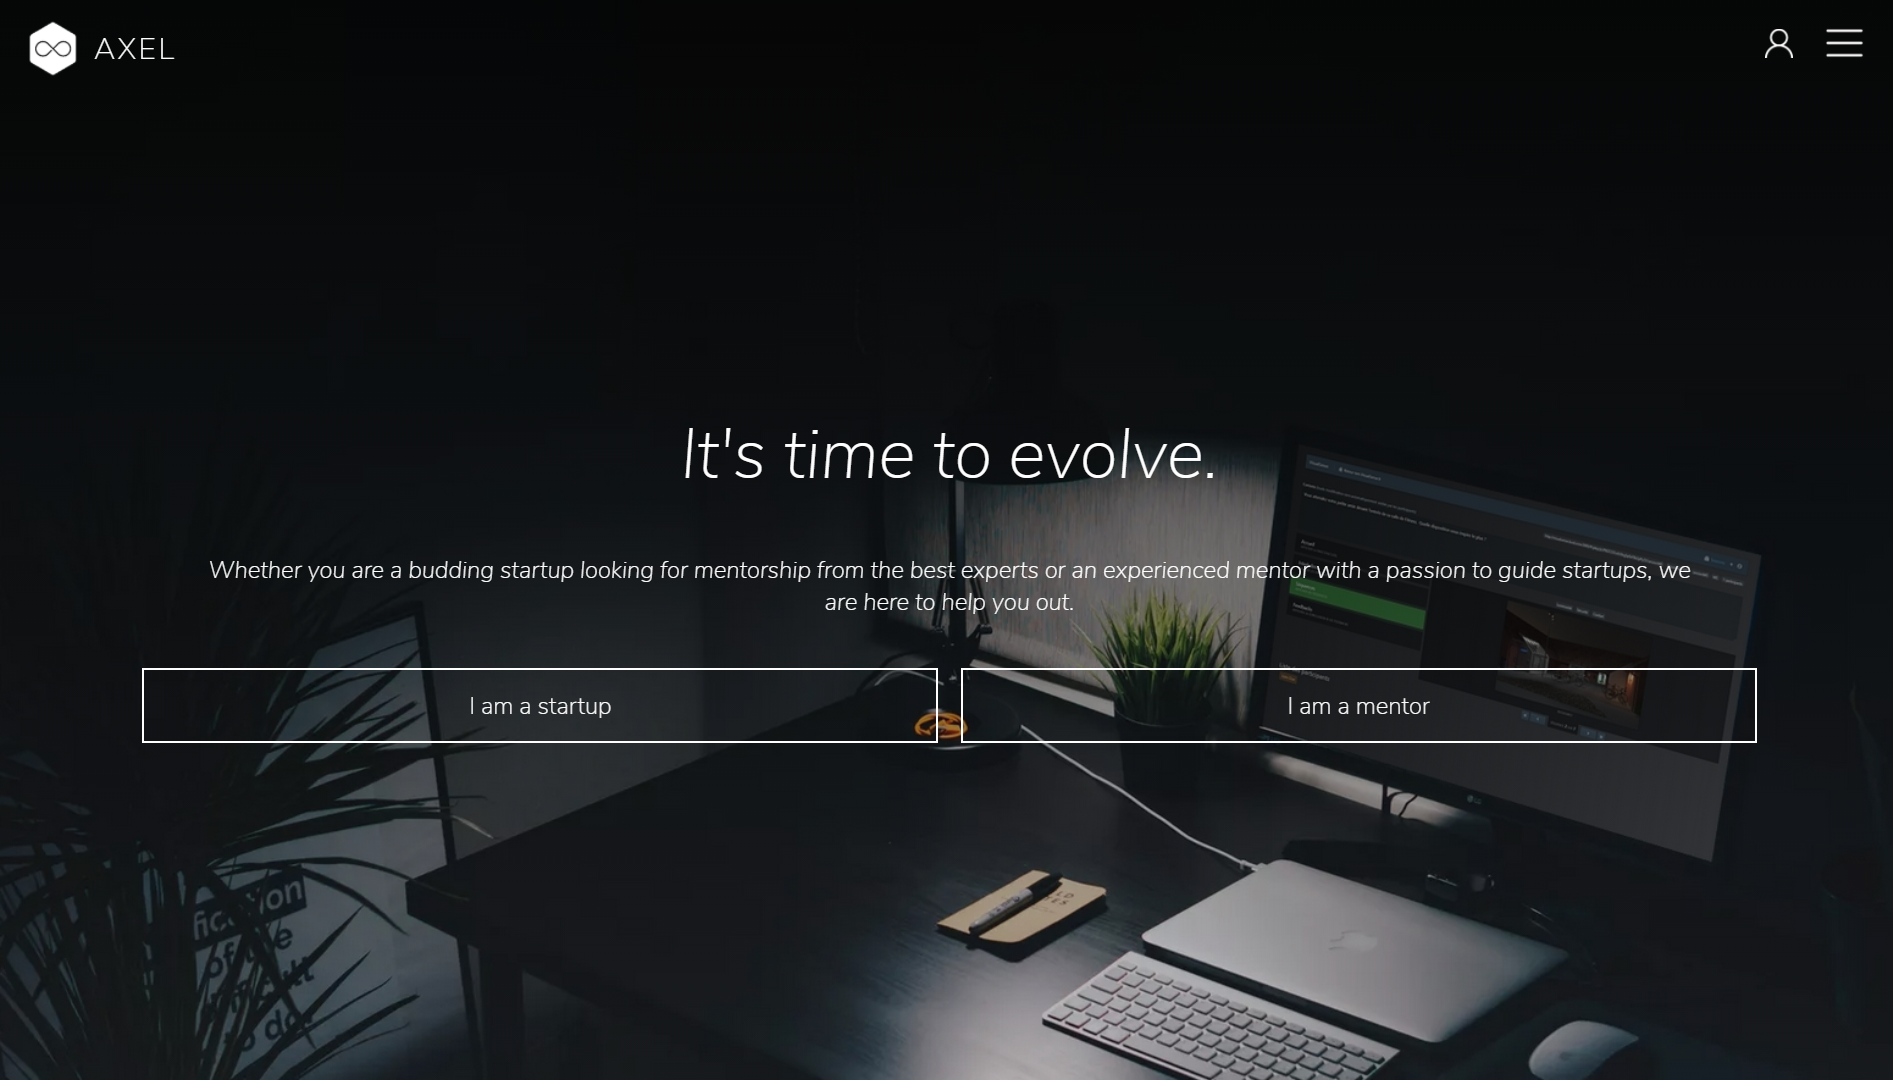 AXEL
It's time to evolve.
Whether you are a budding startup looking for mentorship from the best experts or an experienced mentor with a passion to guide startups, we
are here to help you out.
I am a startup
I am a mentor